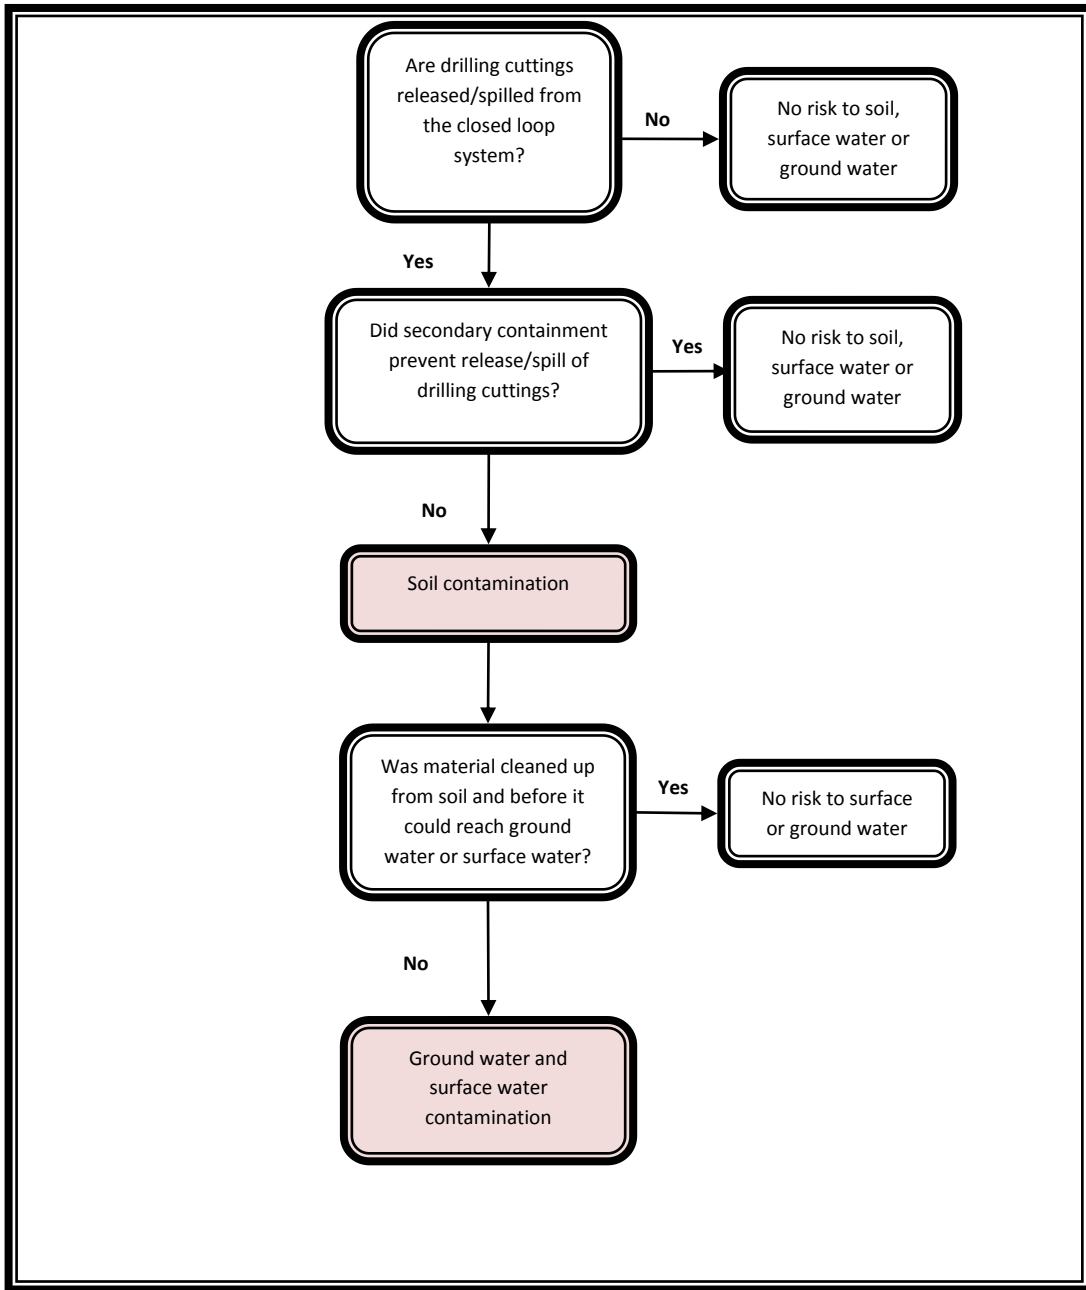 Are drilling cuttings
released/spilled from
the closed loop
system?
No
No risk to soil,
surface water or
ground water
Yes
Did secondary containment
prevent release/spill of
drilling cuttings?
Yes
No risk to soil,
surface water or
ground water
No
Soil contamination
Was material cleaned up
from soil and before it
could reach ground
water or surface water?
Yes
No risk to surface
or ground water
No
Ground water and
surface water
contamination